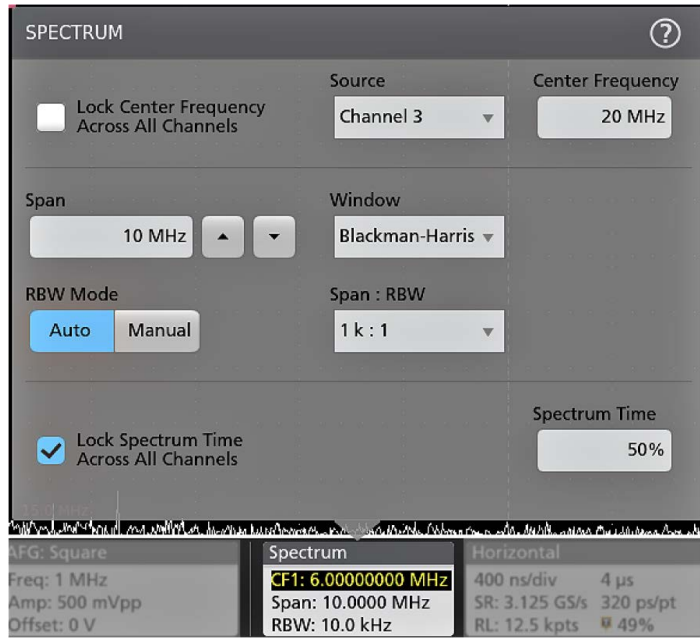 SPECTRUM
?
Lock Center Frequency
Across All Channels
Source
Channel 3
Center Frequency
20 MHz
Span
10 MHz
Window
Blackman-Harris
RBW Mode
Auto
Manual
Span : RBW
1 k : 1
Lock Spectrum Time
Across All Channels
Spectrum Time
50%
15.0 MHz
AFG: Square
Freq: 1 MHz
Amp: 500 mVpp
Offset: 0 V
Spectrum
CF1: 6.00000000 MHz
Span: 10.0000 MHz
RBW: 10.0 kHz
Horizontal
400 ns/div 4 µs
SR: 3.125 GS/s 320 ps/pt
RL: 12.5 kpts 49%